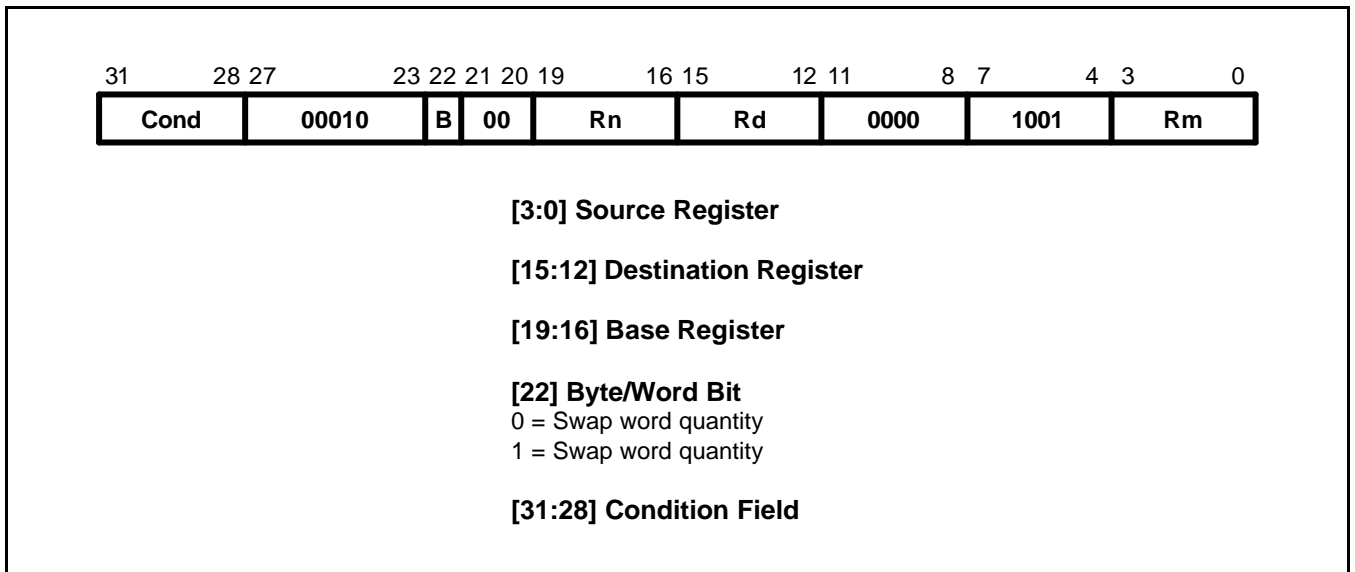 31 28 27 23 22 21 20 19 16 15 12 11 8 7 4 3 0
Cond 00010 B 00 Rn Rd 0000 1001 Rm
[3:0] Source Register
[15:12] Destination Register
[19:16] Base Register
[22] Byte/Word Bit
0 = Swap word quantity
1 = Swap word quantity
[31:28] Condition Field